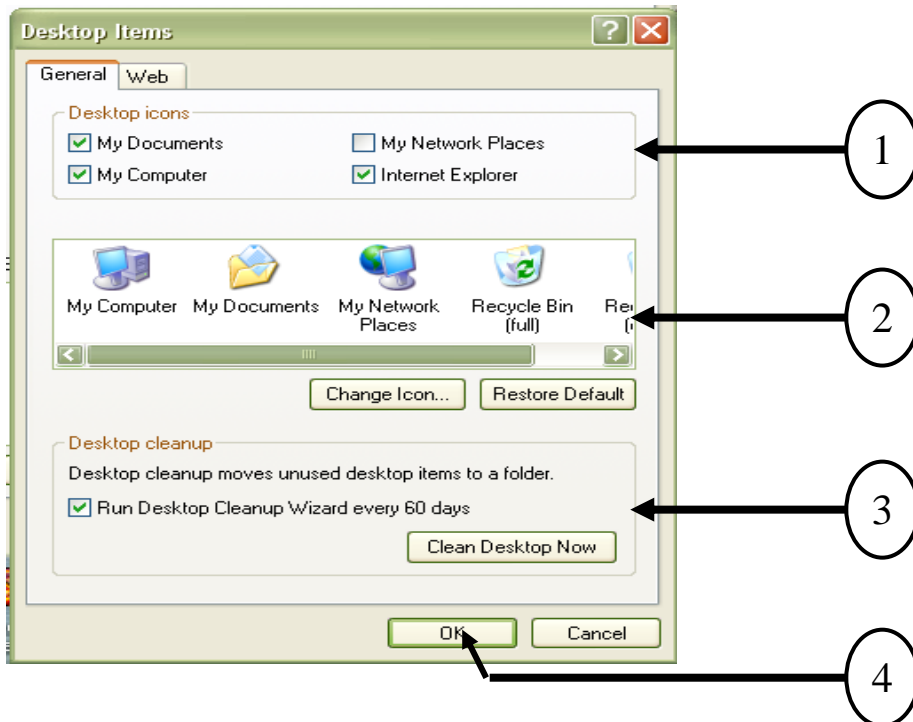 Desktop Items
General Web
Desktop icons
My Documents My Network Places
My Computer Internet Explorer
1
My Computer My Documents My Network Places Recycle Bin (full)
2
Change Icon... Restore Default
Desktop cleanup
Desktop cleanup moves unused desktop items to a folder.
Run Desktop Cleanup Wizard every 60 days
3
Clean Desktop Now
OK Cancel
4